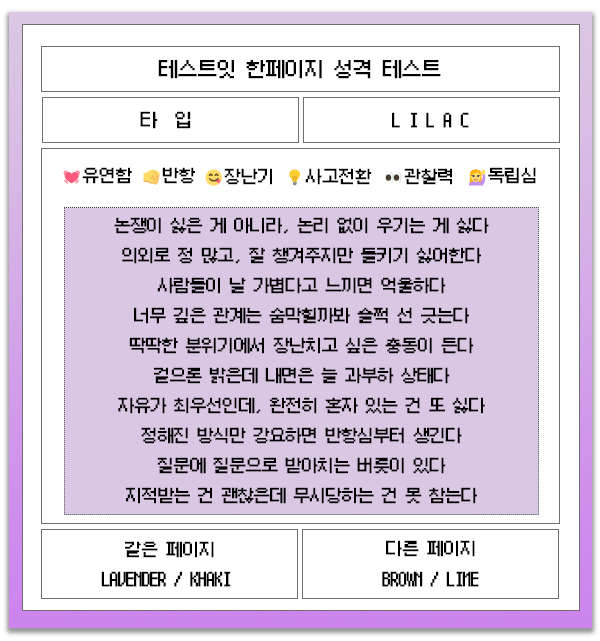 테스트잇 한페이지 성격 테스트
타 입
LILAC
유연함 반항 장난기 사고전환 관찰력 독립심
논쟁이 싫은 게 아니라, 논리 없이 우기는 게 싫다
의외로 정 많고, 잘 챙겨주지만 들키기 싫어한다
사람들이 날 가볍다고 느끼면 억울하다
너무 깊은 관계는 숨막힐까봐 슬쩍 선 긋는다
딱딱한 분위기에서 장난치고 싶은 충동이 든다
겉으론 밝은데 내면은 늘 과부하 상태다
자유가 최우선인데, 완전히 혼자 있는 건 또 싫다
정해진 방식만 강요하면 반항심부터 생긴다
질문에 질문으로 받아치는 버릇이 있다
지적받는 건 괜찮은데 무시당하는 건 못 참는다
같은 페이지
LAVENDER / KHAKI
다른 페이지
BROWN / LIME